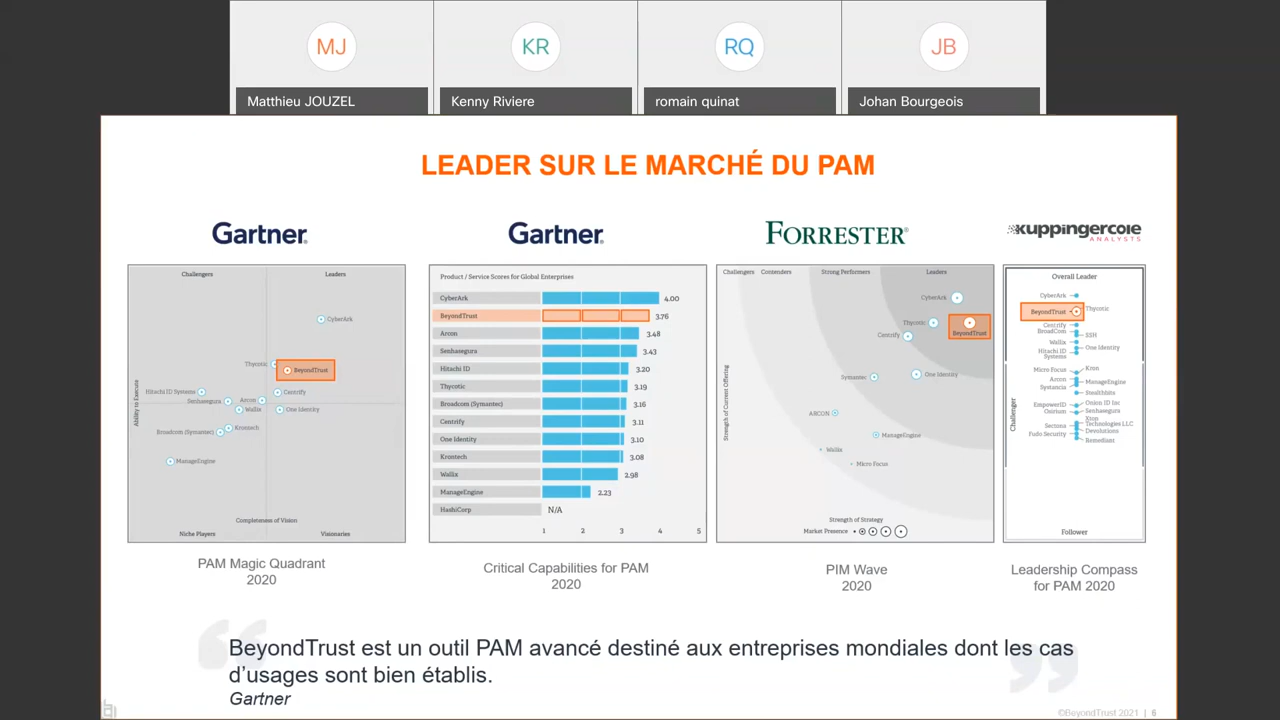 MJ
KR
RQ
JB
Matthieu JOUZEL
Kenny Riviere
romain quinat
Johan Bourgeois
LEADER SUR LE MARCHÉ DU PAM
Gartner
Challengers
Leaders
CyberArk
Thycotic
BeyondTrust
Hitachi ID Systems
Centrify
Senhasegura
Arcon
Wallix
One Identity
Broadcom (Symantec)
Krontech
ManageEngine
Ability to Execute
Completeness of Vision
Niche Players
Visionaries
PAM Magic Quadrant
2020
Gartner
Product / Service Scores for Global Enterprises
CyberArk 4.00
BeyondTrust 3.76
Arcon 3.48
Senhasegura 3.43
Hitachi ID 3.20
Thycotic 3.19
Broadcom (Symantec) 3.16
Centrify 3.11
One Identity 3.10
Krontech 3.08
Wallix 2.98
ManageEngine 2.23
HashiCorp N/A
1 2 3 4 5
Critical Capabilities for PAM
2020
FORRESTER
Challengers Contenders Strong Performers Leaders
CyberArk
Thycotic
BeyondTrust
Centrify
Symantec
One Identity
ARCON
ManageEngine
Wallix
Micro Focus
Strength of Current Offering
Strength of Strategy
Market Presence
PIM Wave
2020
kuppingercole
ANALYSTS
Overall Leader
CyberArk
Thycotic
BeyondTrust
Centrify
BroadCom
SSH
Wallix
One Identity
Hitachi ID
Systems
Micro Focus
Kron
Arcon
ManageEngine
Systancia
Stealthbits
EmpowerID
Onion ID Inc
Osirium
Senhasegura
Xton
Technologies LLC
Sectona
Devolutions
Fudo Security
Remediant
Challenger
Follower
Leadership Compass
for PAM 2020
BeyondTrust est un outil PAM avancé destiné aux entreprises mondiales dont les cas
d'usages sont bien établis.
Gartner
©BeyondTrust 2021 | 6